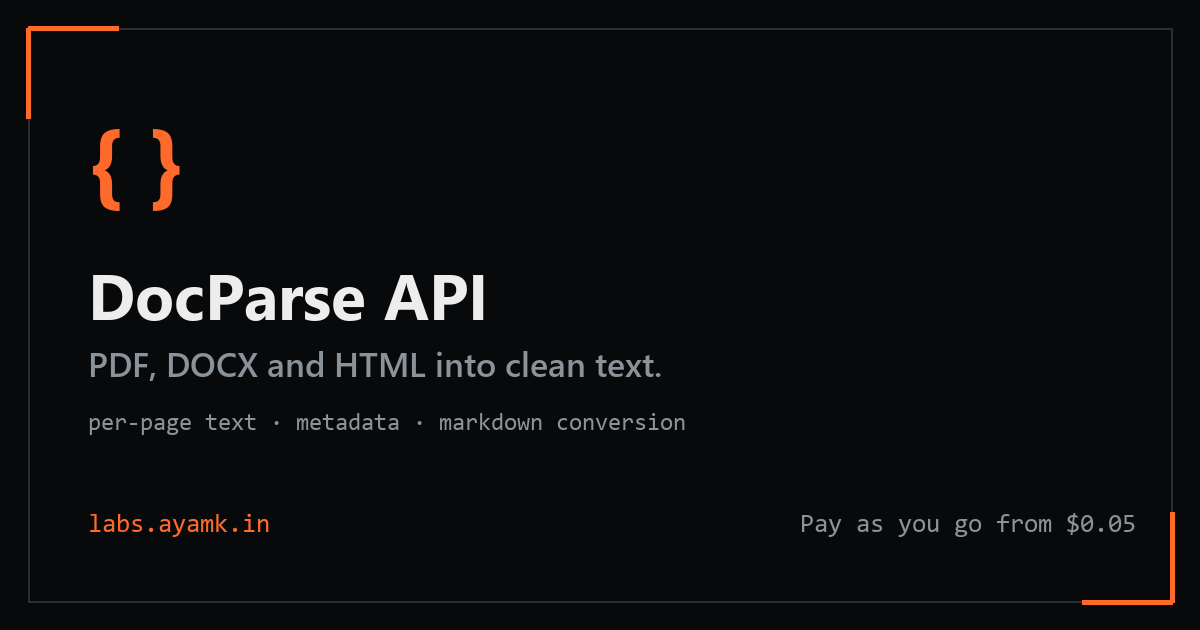 { }
DocParse API
PDF, DOCX and HTML into clean text.
per-page text · metadata · markdown conversion
labs.ayamk.in
Pay as you go from $0.05